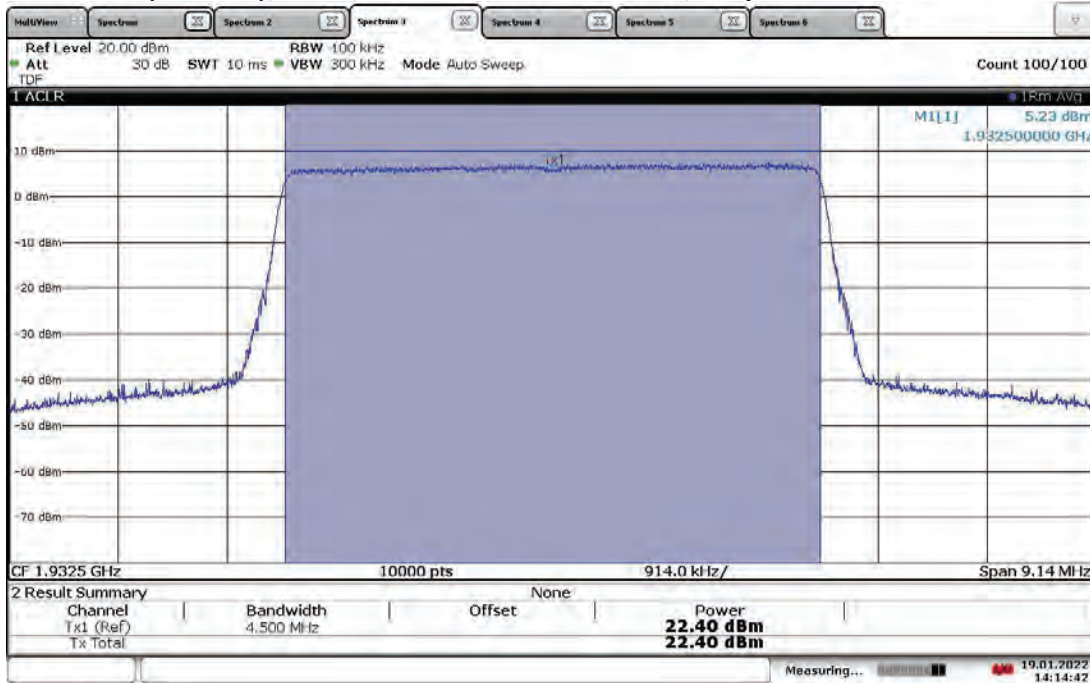 MultiView Spectrum Spectrum 2 Spectrum 3 Spectrum 4 Spectrum 5 Spectrum 6
Ref Level 20.00 dBm RBW 100 kHz
Att 30 dB SWT 10 ms VBW 300 kHz Mode Auto Sweep Count 100/100
TDF
1 ACLR 1Rm Avg
M1[1] 5.23 dBm
1.932500000 GHz
10 dBm
Tx1
0 dBm
-10 dBm
-20 dBm
-30 dBm
-40 dBm
-50 dBm
-60 dBm
-70 dBm
CF 1.9325 GHz 10000 pts 914.0 kHz/ Span 9.14 MHz
2 Result Summary None
Channel Bandwidth Offset Power
Tx1 (Ref) 4.500 MHz 22.40 dBm
Tx Total 22.40 dBm
Measuring... 19.01.2022
14:14:42